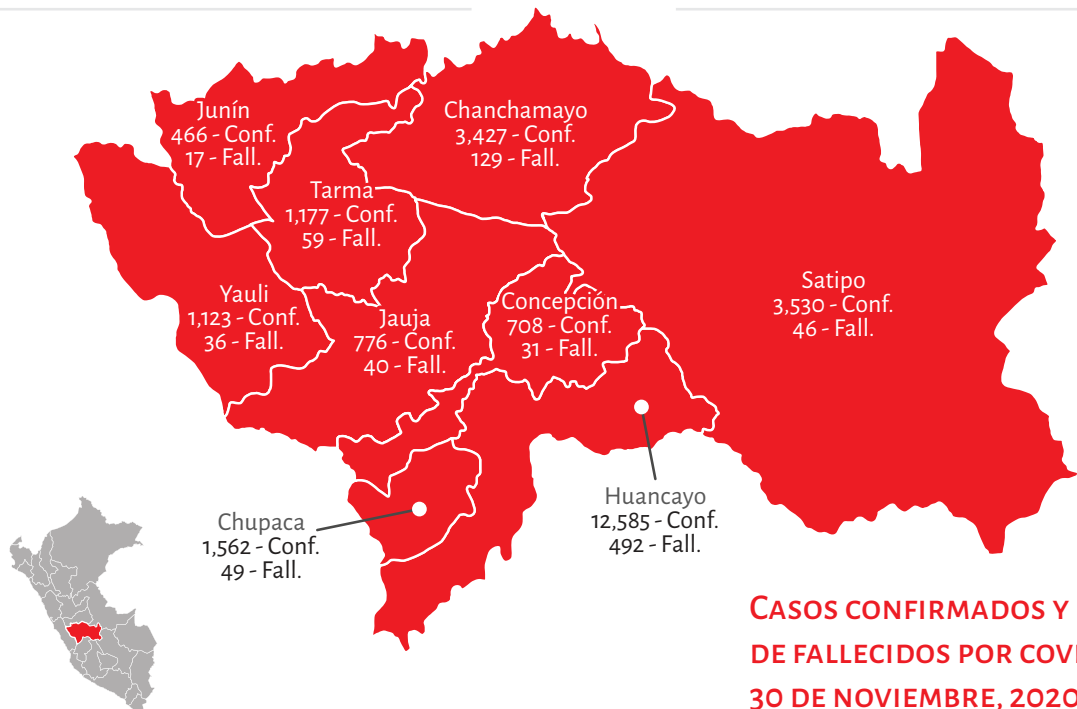 Junín
466 - Conf.
17 - Fall.
Chanchamayo
3,427 - Conf.
129 - Fall.
Tarma
1,177 - Conf.
59 - Fall.
Yauli
1,123 - Conf.
36 - Fall.
Jauja
776 - Conf.
40 - Fall.
Concepción
708 - Conf.
31 - Fall.
Satipo
3,530 - Conf.
46 - Fall.
Chupaca
1,562 - Conf.
49 - Fall.
Huancayo
12,585 - Conf.
492 - Fall.
CASOS CONFIRMADOS Y
DE FALLECIDOS POR
30 DE NOVIEMBRE, 2020